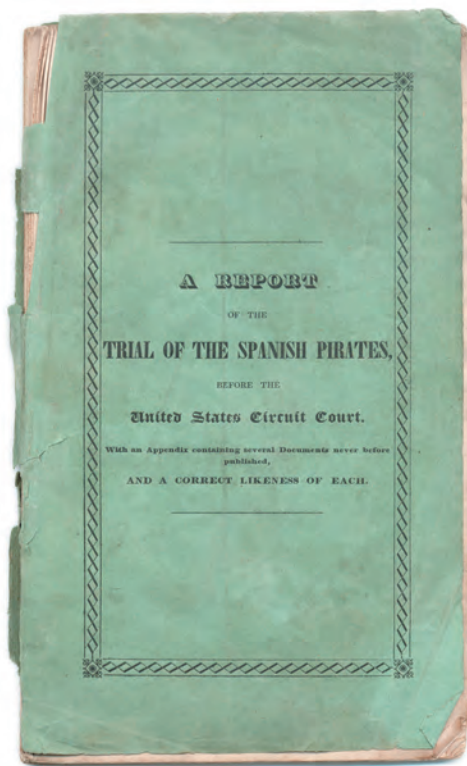 A REPORT
OF THE
TRIAL OF THE SPANISH PIRATES,
BEFORE THE
United States Circuit Court.
With an Appendix containing several Documents never before
published,
AND A CORRECT LIKENESS OF EACH.